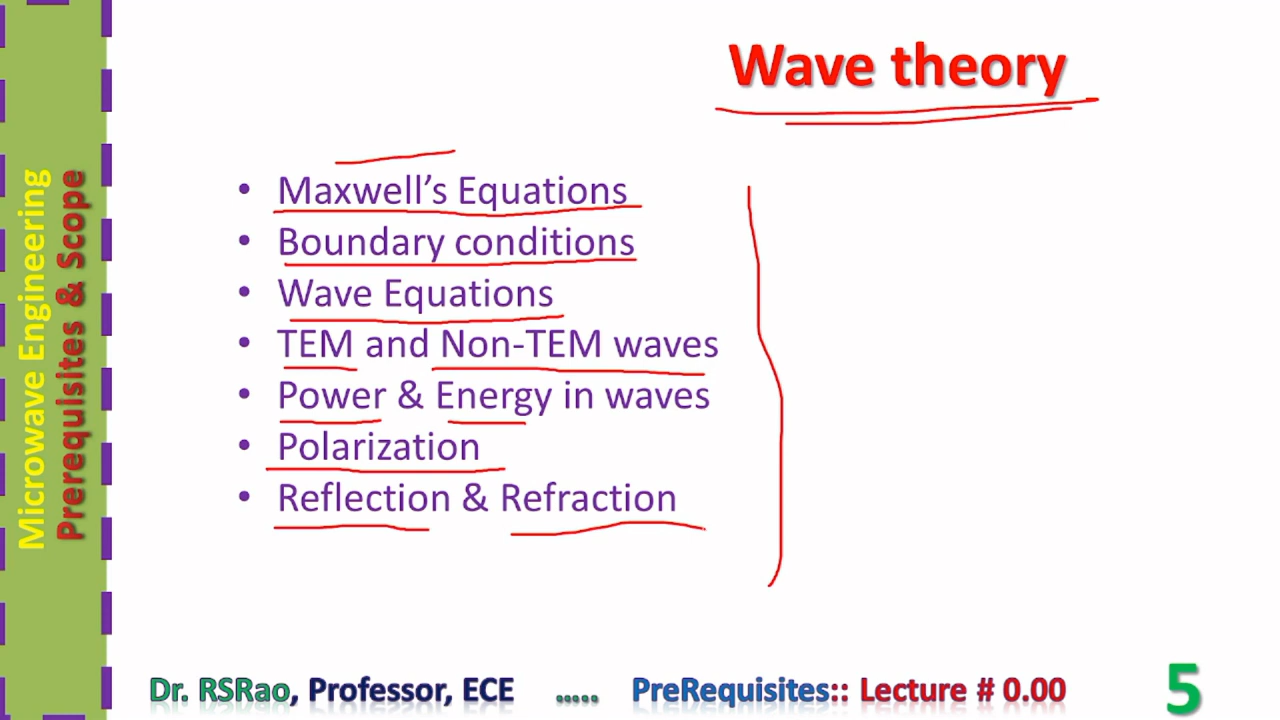 Wave theory
• Maxwell’s Equations
• Boundary conditions
• Wave Equations
• TEM and Non-TEM waves
• Power & Energy in waves
• Polarization
• Reflection & Refraction
Microwave Engineering
Prerequisites & Scope
Dr. RSRao, Professor, ECE ..... PreRequisites:: Lecture # 0.00
5